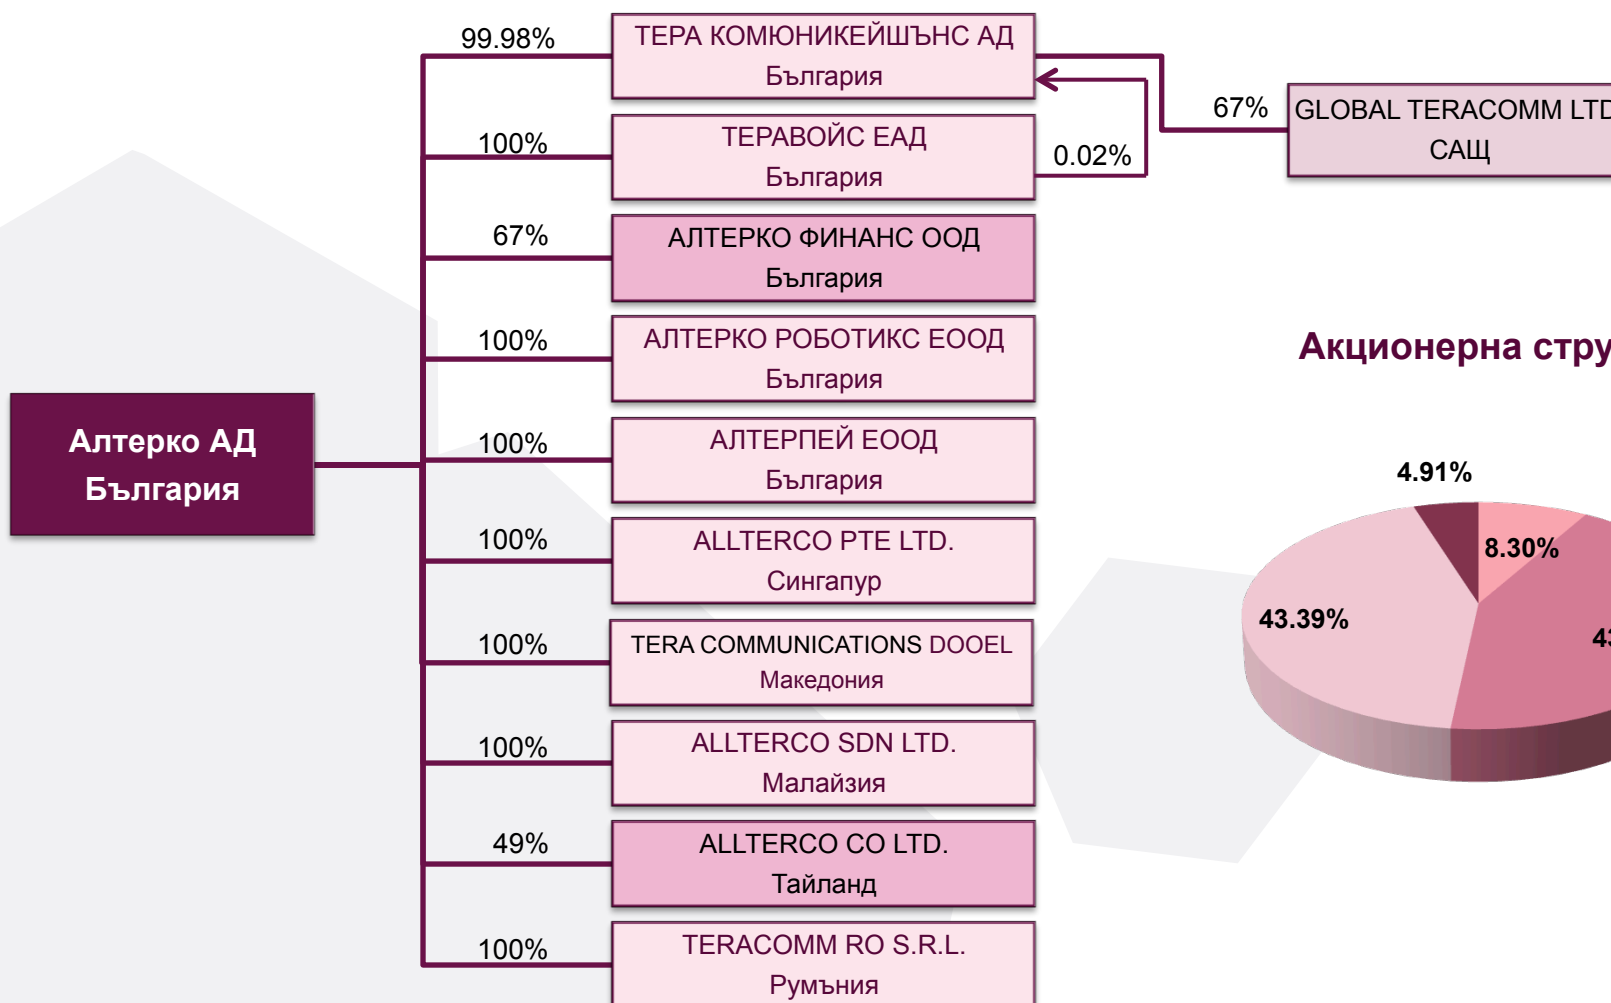 99.98%
ТЕРА КОМЮНИКЕЙШЪНС АД
България
67%
GLOBAL TERACOMM LTD
САЩ
100%
ТЕРАВОЙС ЕАД
България
0.02%
67%
АЛТЕРКО ФИНАНС ООД
България
100%
АЛТЕРКО РОБОТИКС ЕООД
България
Алтерко АД
България
100%
АЛТЕРПЕЙ ЕООД
България
100%
ALLTERCO PTE LTD.
Сингапур
100%
TERA COMMUNICATIONS DOOEL
Македония
100%
ALLTERCO SDN LTD.
Малайзия
49%
ALLTERCO CO LTD.
Тайланд
100%
TERACOMM RO S.R.L.
Румъния
Акционерна
4.91%
8.30%
43.39%